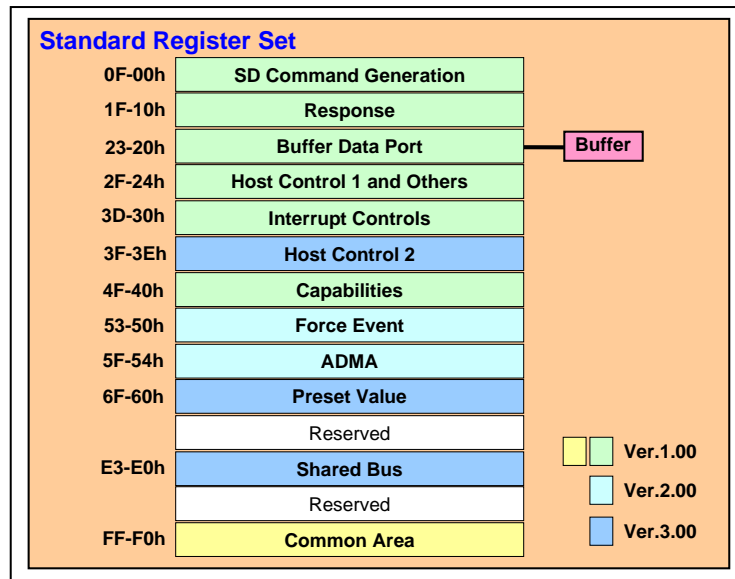 Standard Register Set
0F-00h SD Command Generation
1F-10h Response
23-20h Buffer Data Port Buffer
2F-24h Host Control 1 and Others
3D-30h Interrupt Controls
3F-3Eh Host Control 2
4F-40h Capabilities
53-50h Force Event
5F-54h ADMA
6F-60h Preset Value
Reserved
Ver.1.00
E3-E0h Shared Bus
Reserved
Ver.2.00
Ver.3.00
FF-F0h Common Area